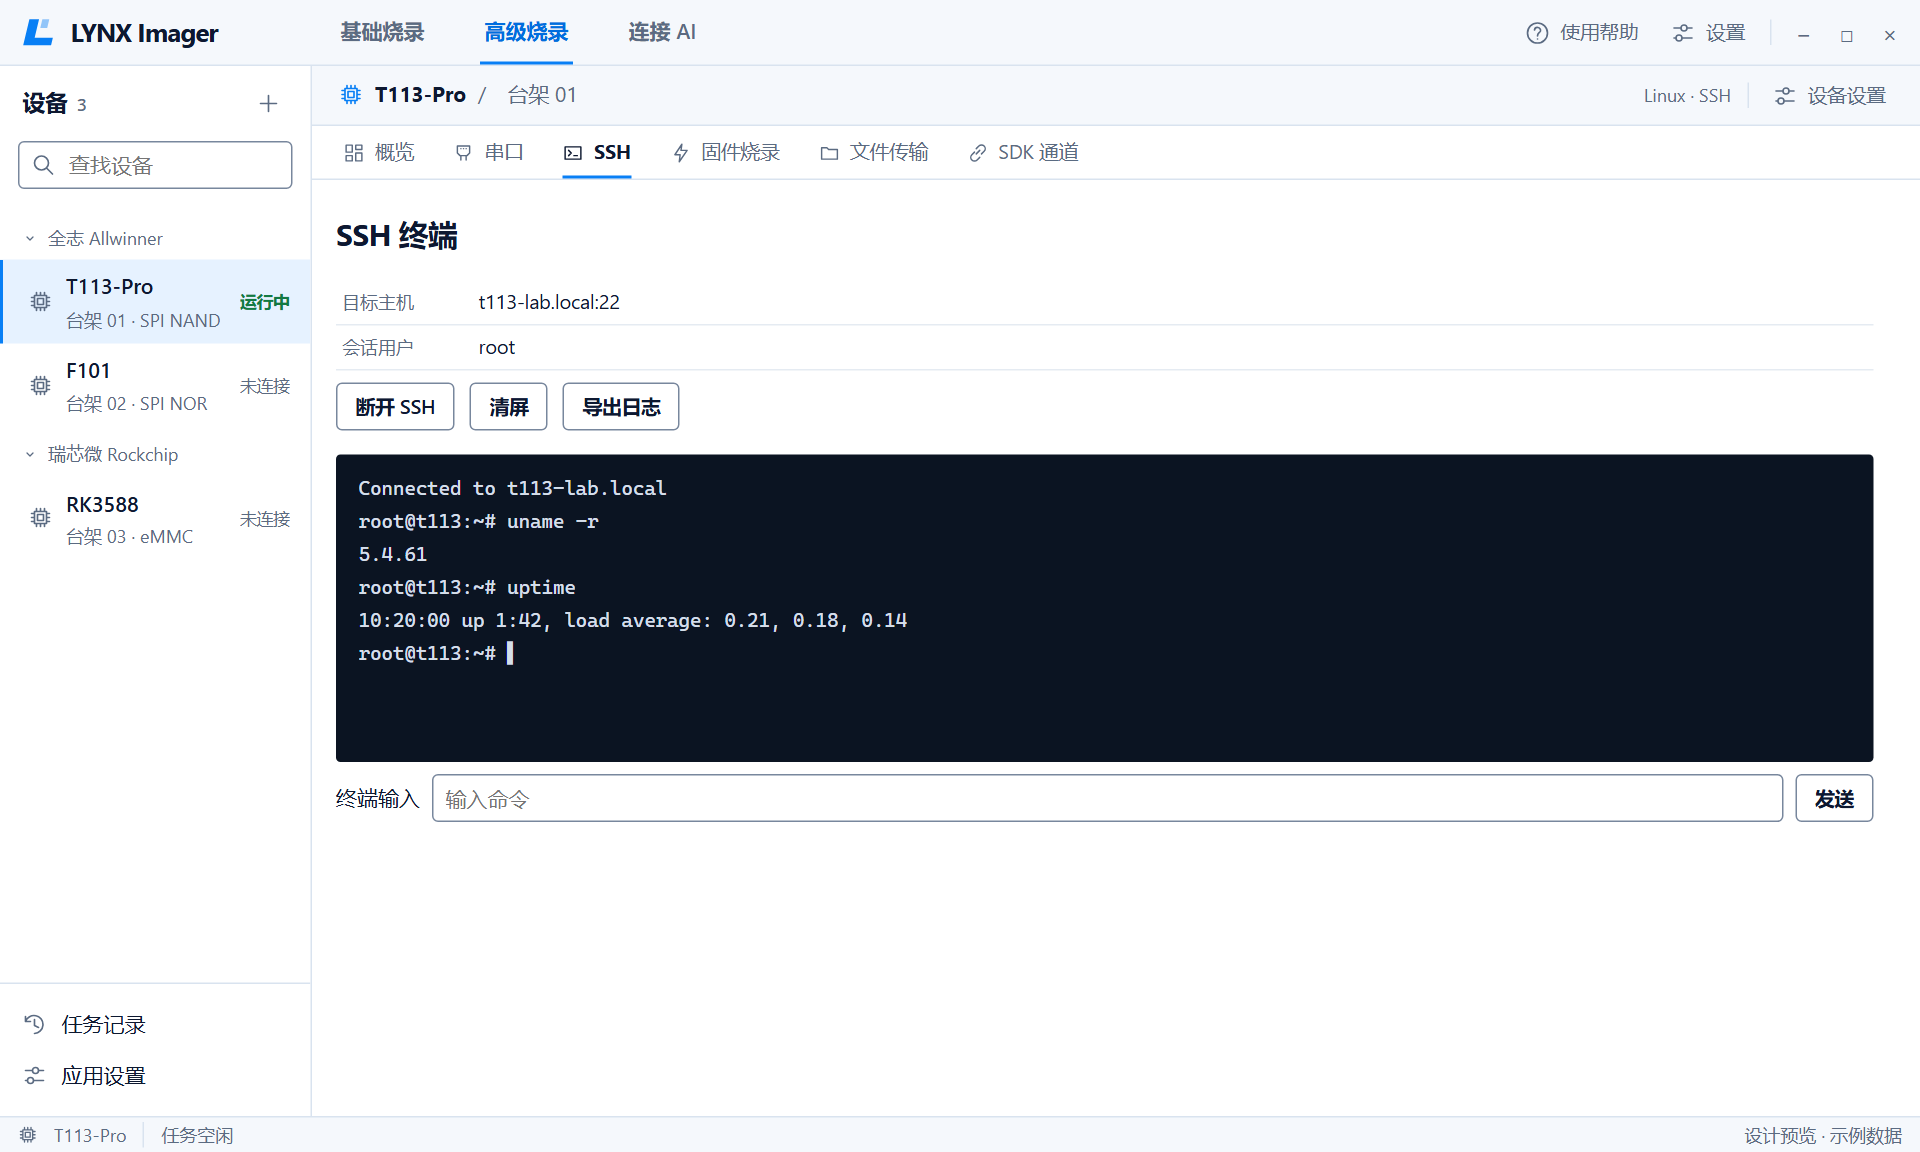 LYNX Imager
基础烧录
高级烧录
连接 AI
使用帮助
设置
设备 3
查找设备
全志 Allwinner
T113-Pro
台架 01 · SPI NAND
运行中
F101
台架 02 · SPI NOR
未连接
瑞芯微 Rockchip
RK3588
台架 03 · eMMC
未连接
任务记录
应用设置
T113-Pro / 台架 01
Linux · SSH
设备设置
概览
串口
SSH
固件烧录
文件传输
SDK 通道
SSH 终端
目标主机 t113-lab.local:22
会话用户 root
断开 SSH
清屏
导出日志
Connected to t113-lab.local
root@t113:~# uname -r
5.4.61
root@t113:~# uptime
10:20:00 up 1:42, load average: 0.21, 0.18, 0.14
root@t113:~#
终端输入
输入命令
发送
T113-Pro
任务空闲
设计预览 · 示例数据